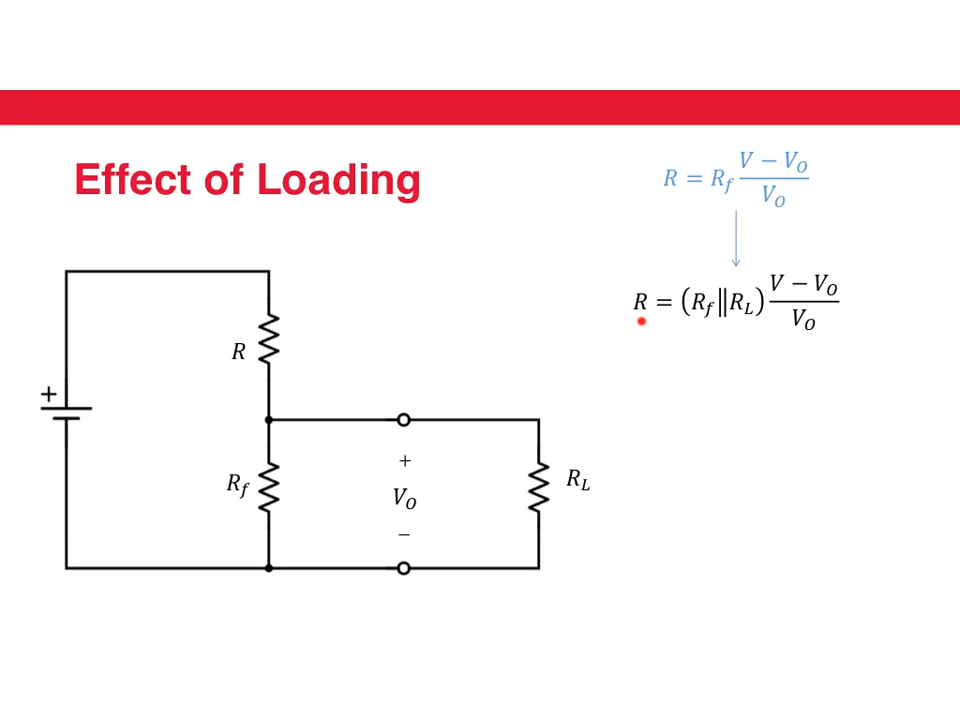 Effect of Loading
R = R_f (V − V_O) / V_O
R = (R_f || R_L) (V − V_O) / V_O
R
+
R_f
+
V_O
−
R_L